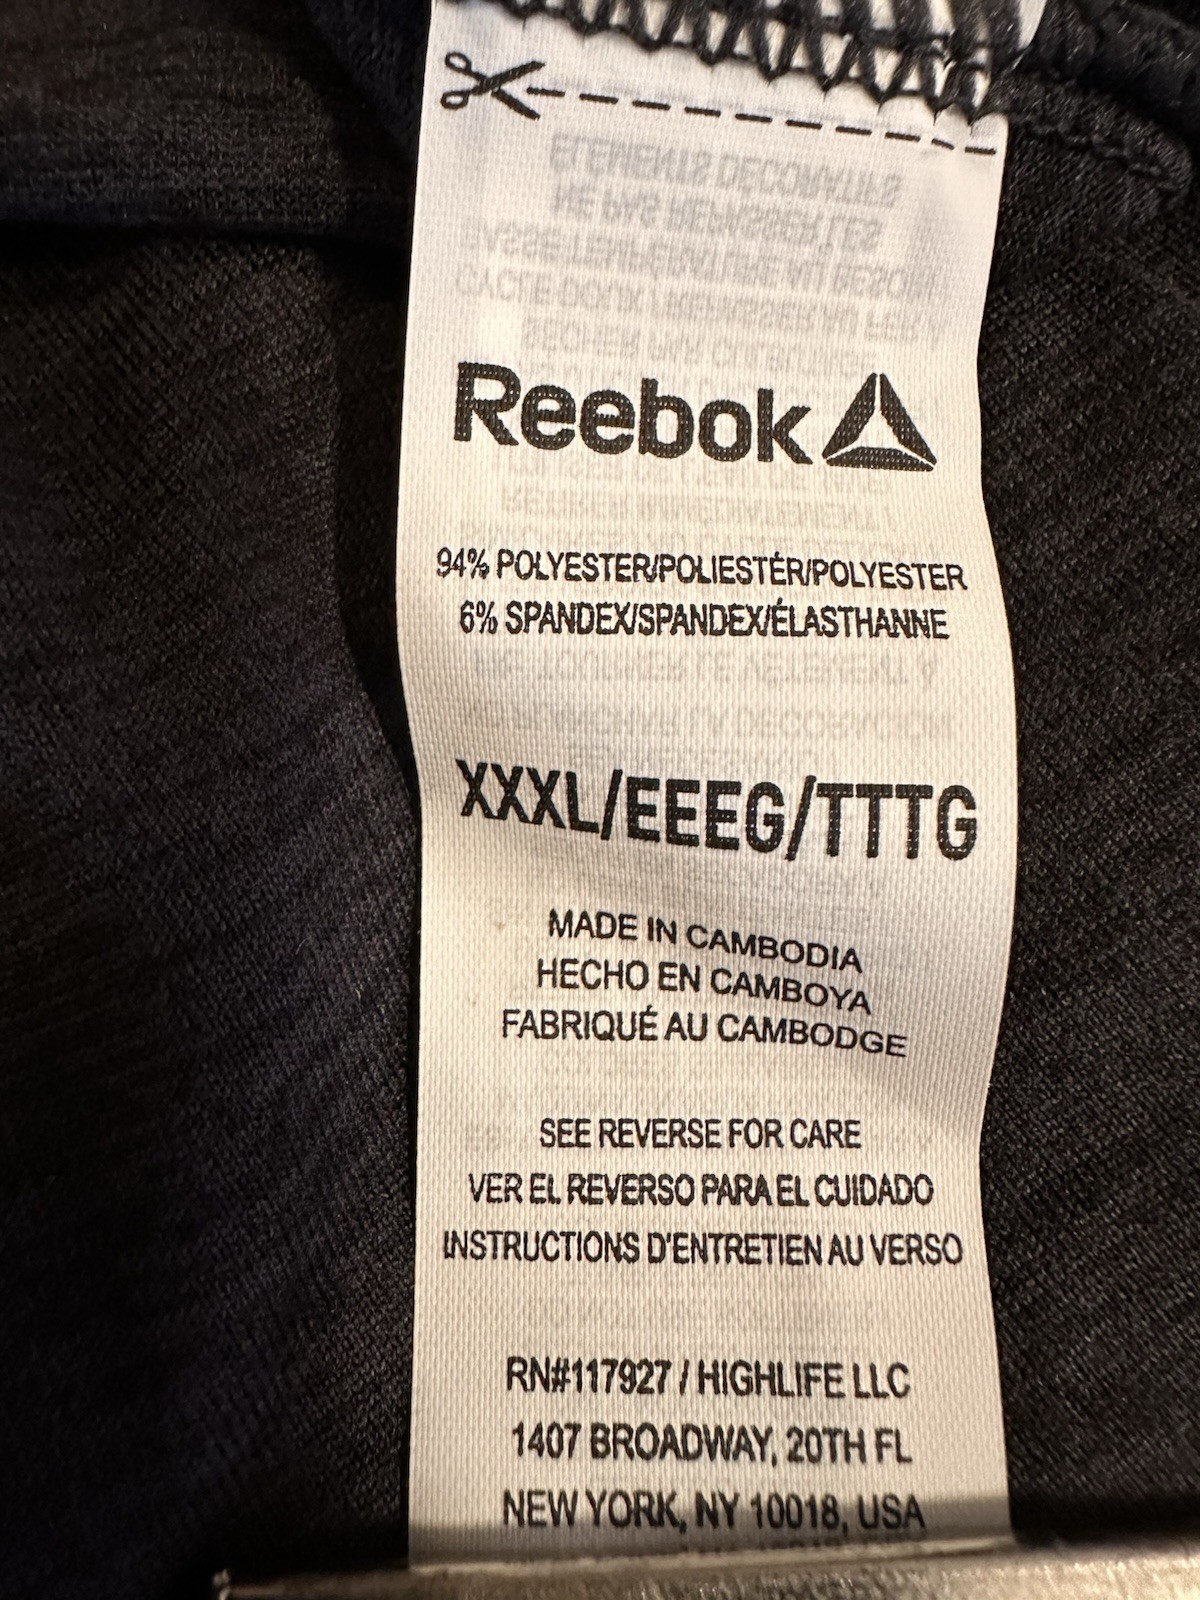 Reebok
94% POLYESTER/POLIESTÉR/POLYESTER
6% SPANDEX/SPANDEX/ÉLASTHANNE
XXXL/EEEG/TTTG
MADE IN CAMBODIA
HECHO EN CAMBOYA
FABRIQUÉ AU CAMBODGE
SEE REVERSE FOR CARE
VER EL REVERSO PARA EL CUIDADO
INSTRUCTIONS D'ENTRETIEN AU VERSO
RN#117927 / HIGHLIFE LLC
1407 BROADWAY, 20TH FL
NEW YORK, NY 10018, USA